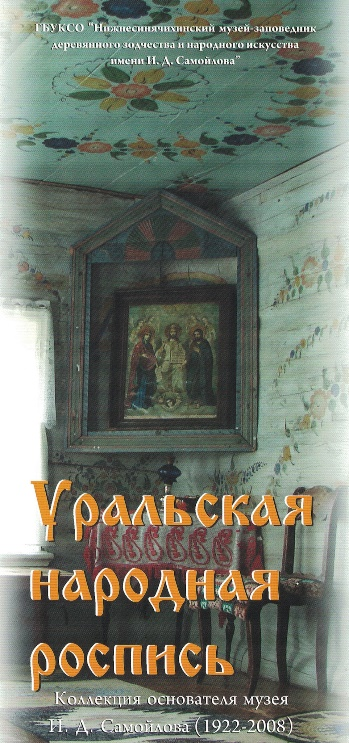 ГБУКСО "Нижнесинячихинский музей-заповедник
деревянного зодчества и народного искусства
имени И. Д. Самойлова"
Уральская
народная
роспись
Коллекция основателя музея
И. Д. Самойлова (1922-2008)